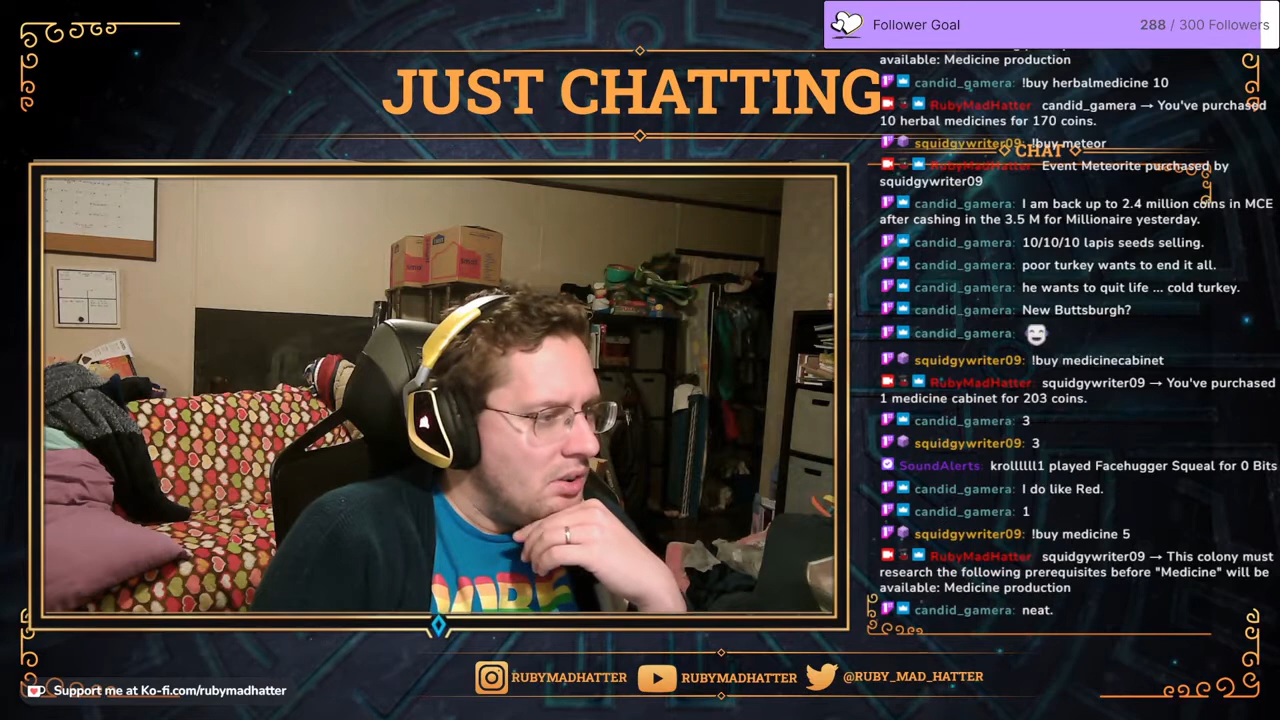 Follower Goal
288 / 300 Followers
JUST CHATTING
available: Medicine production
candid_gamera: !buy herbalmedicine 10
RubyMadHatter candid_gamera → You've purchased
10 herbal medicines for 170 coins.
squidgywriter09: !buy meteor
CHAT
RubyMadHatter Event Meteorite purchased by
squidgywriter09
candid_gamera: I am back up to 2.4 million coins in MCE
after cashing in the 3.5 M for Millionaire yesterday.
candid_gamera: 10/10/10 lapis seeds selling.
candid_gamera: poor turkey wants to end it all.
candid_gamera: he wants to quit life ... cold turkey.
candid_gamera: New Buttsburgh?
candid_gamera:
squidgywriter09: !buy medicinecabinet
RubyMadHatter squidgywriter09 → You've purchased
1 medicine cabinet for 203 coins.
candid_gamera: 3
squidgywriter09: 3
SoundAlerts: krollllll1 played Facehugger Squeal for 0 Bits
candid_gamera: I do like Red.
candid_gamera: 1
squidgywriter09: !buy medicine 5
RubyMadHatter squidgywriter09 → This colony must
research the following prerequisites before "Medicine" will be
available: Medicine production
candid_gamera: neat.
Support me at Ko-fi.com/rubymadhatter
RUBYMADHATTER
RUBYMADHATTER
@RUBY_MAD_HATTER